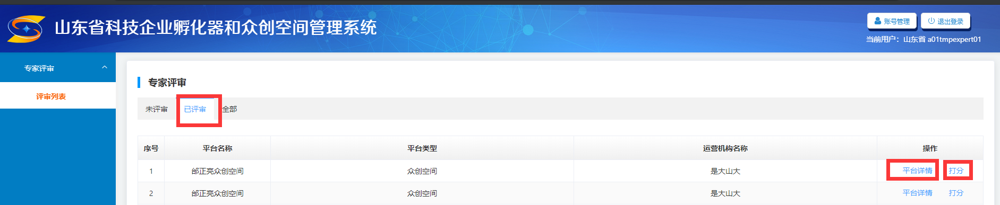 山东省科技企业孵化器和众创空间管理系统
账号管理 退出登录
当前用户：山东省 a01tmpexpert01
专家评审
评审列表
专家评审
未评审 已评审 全部
序号 平台名称 平台类型 运营机构名称 操作
1 邰正亮众创空间 众创空间 是大山大 平台详情 打分
2 邰正亮众创空间 众创空间 是大山大 平台详情 打分